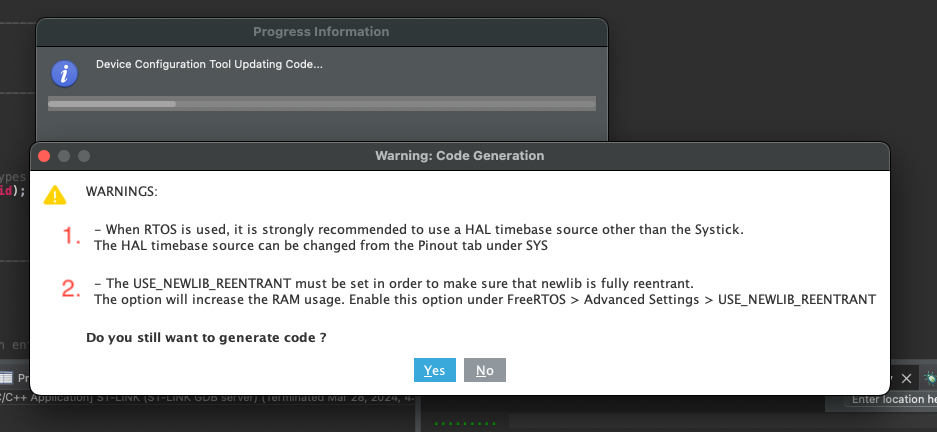 Progress Information
Device Configuration Tool Updating Code...
Warning: Code Generation
ypes
id);
WARNINGS:
1. - When RTOS is used, it is strongly recommended to use a HAL timebase source other than the Systick.
The HAL timebase source can be changed from the Pinout tab under SYS
2. - The USE_NEWLIB_REENTRANT must be set in order to make sure that newlib is fully reentrant.
The option will increase the RAM usage. Enable this option under FreeRTOS > Advanced Settings > USE_NEWLIB_REENTRANT
Do you still want to generate code ?
Yes No
Pr
C/C++ Application] ST-LINK (ST-LINK GDB server) (Terminated Mar 28, 2024, 4:
Enter location he